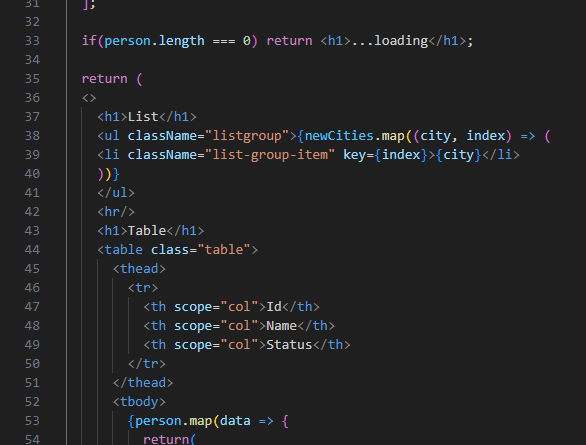 31 ];
32
33 if(person.length === 0) return <h1>...loading</h1>;
34
35 return (
36 <>
37 <h1>List</h1>
38 <ul className="listgroup">{newCities.map((city, index) => (
39 <li className="list-group-item" key={index}>{city}</li>
40 ))}
41 </ul>
42 <hr/>
43 <h1>Table</h1>
44 <table class="table">
45 <thead>
46 <tr>
47 <th scope="col">Id</th>
48 <th scope="col">Name</th>
49 <th scope="col">Status</th>
50 </tr>
51 </thead>
52 <tbody>
53 {person.map(data => {
54 return(